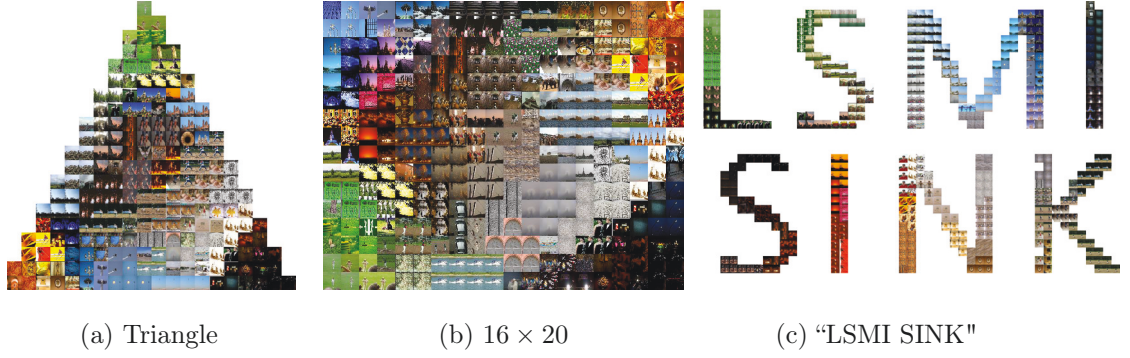 LSMI
SINK
(a) Triangle
(b) 16 × 20
(c) “LSMI SINK"